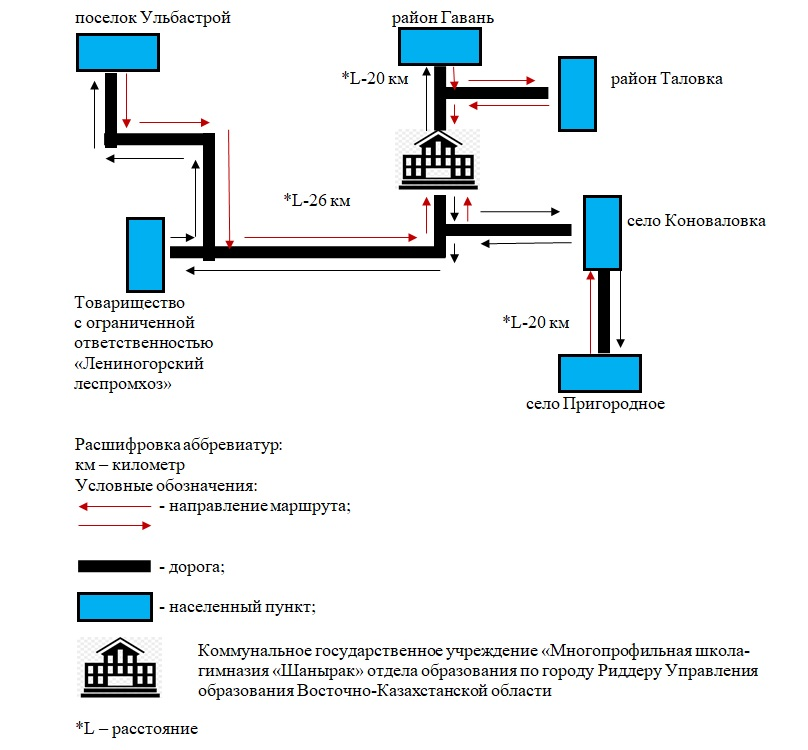 поселок Ульбастрой
район Гавань
*L-20 км
район Таловка
*L-26 км
село Коноваловка
Товарищество
с ограниченной
ответственностью
«Лениногорский
леспромхоз»
*L-20 км
село Пригородное
Расшифровка аббревиатур:
км – километр
Условные обозначения:
- направление маршрута;
- дорога;
- населенный пункт;
Коммунальное государственное учреждение «Многопрофильная школа-
гимназия «Шанырак» отдела образования по городу Риддеру Управления
образования Восточно-Казахстанской области
*L – расстояние